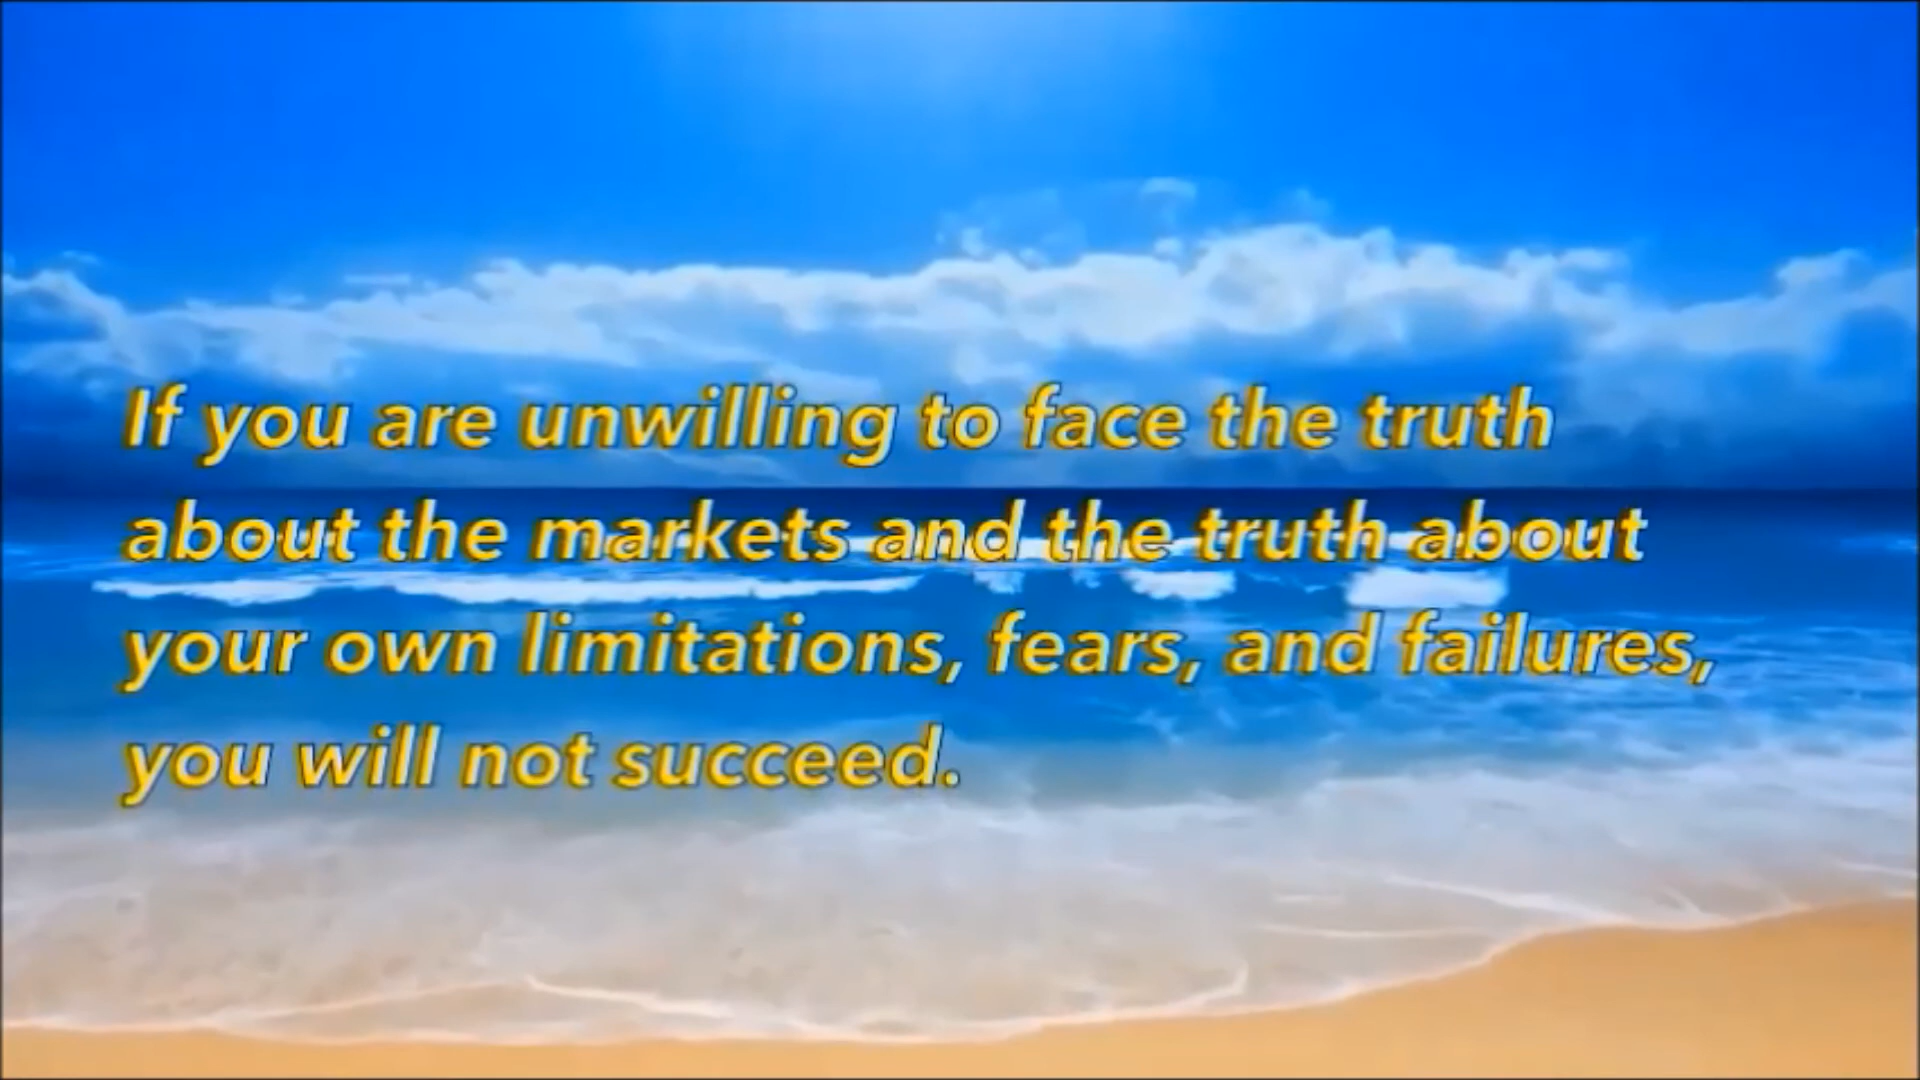 If you are unwilling to face the truth
about the markets and the truth about
your own limitations, fears, and failures,
you will not succeed.